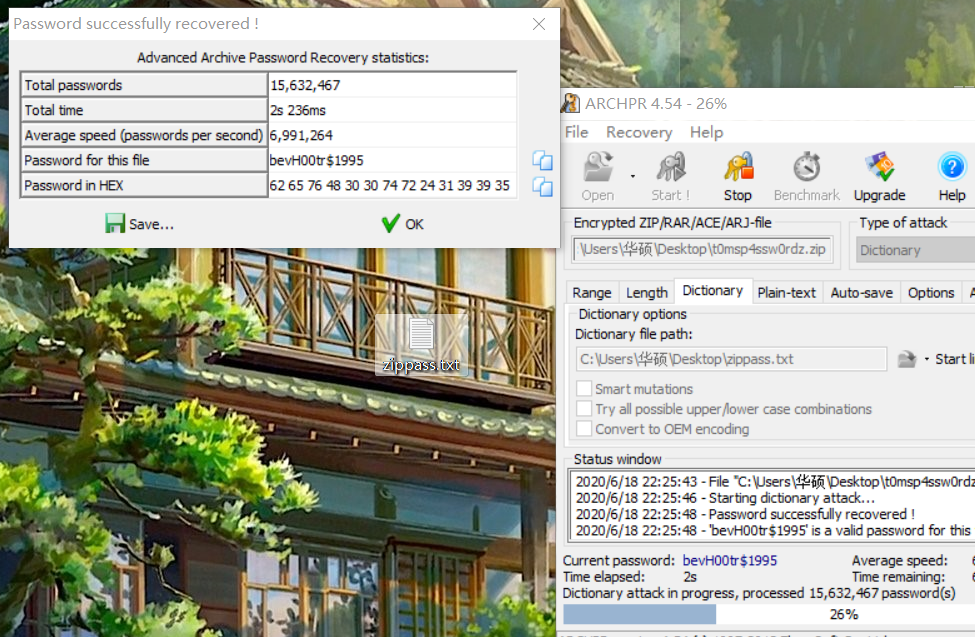 Password successfully recovered !
Advanced Archive Password Recovery statistics:
Total passwords 15,632,467
Total time 2s 236ms
Average speed (passwords per second) 6,991,264
Password for this file bevH00tr$1995
Password in HEX 62 65 76 48 30 30 74 72 24 31 39 39 35
Save... OK
zippass.txt
ARCHPR 4.54 - 26%
File Recovery Help
Open Start ! Stop Benchmark Upgrade Help
Encrypted ZIP/RAR/ACE/ARJ-file Type of attack
\Users\华硕\Desktop\t0msp4ssw0rdz.zip Dictionary
Range Length Dictionary Plain-text Auto-save Options
Dictionary options
Dictionary file path:
C:\Users\华硕\Desktop\zippass.txt Start li
Smart mutations
Try all possible upper/lower case combinations
Convert to OEM encoding
Status window
2020/6/18 22:25:43 - File "C:\Users\华硕\Desktop\t0msp4ssw0rdz
2020/6/18 22:25:46 - Starting dictionary attack...
2020/6/18 22:25:48 - Password successfully recovered !
2020/6/18 22:25:48 - 'bevH00tr$1995' is a valid password for this
Current password: bevH00tr$1995 Average speed:
Time elapsed: 2s Time remaining:
Dictionary attack in progress, processed 15,632,467 password(s)
26%